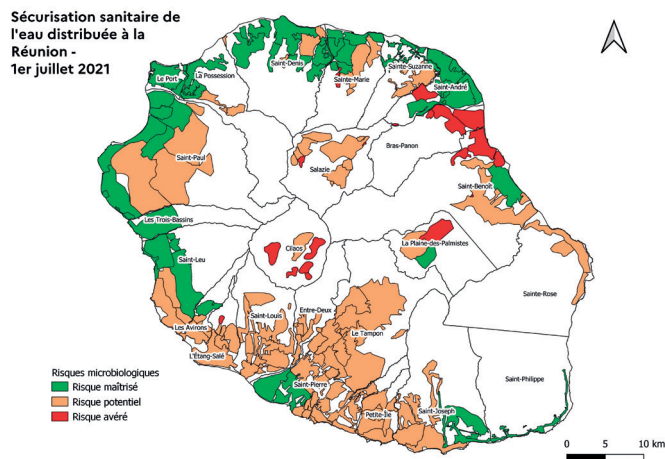 Sécurisation sanitaire de
l'eau distribuée à la
Réunion -
1er juillet 2021
Saint-Denis
Sainte-Marie
Sainte-Suzanne
Le Port
La Possession
Saint-André
Saint-Paul
Salazie
Bras-Panon
Saint-Benoît
Les Trois-Bassins
Cilaos
La Plaine-des-Palmistes
Saint-Leu
Sainte-Rose
Saint-Louis
Entre-Deux
Les Avirons
Le Tampon
L'Étang-Salé
Saint-Philippe
Saint-Pierre
Petite-Île
Saint-Joseph
Risques microbiologiques
Risque maîtrisé
Risque potentiel
Risque avéré
0 5 10 km